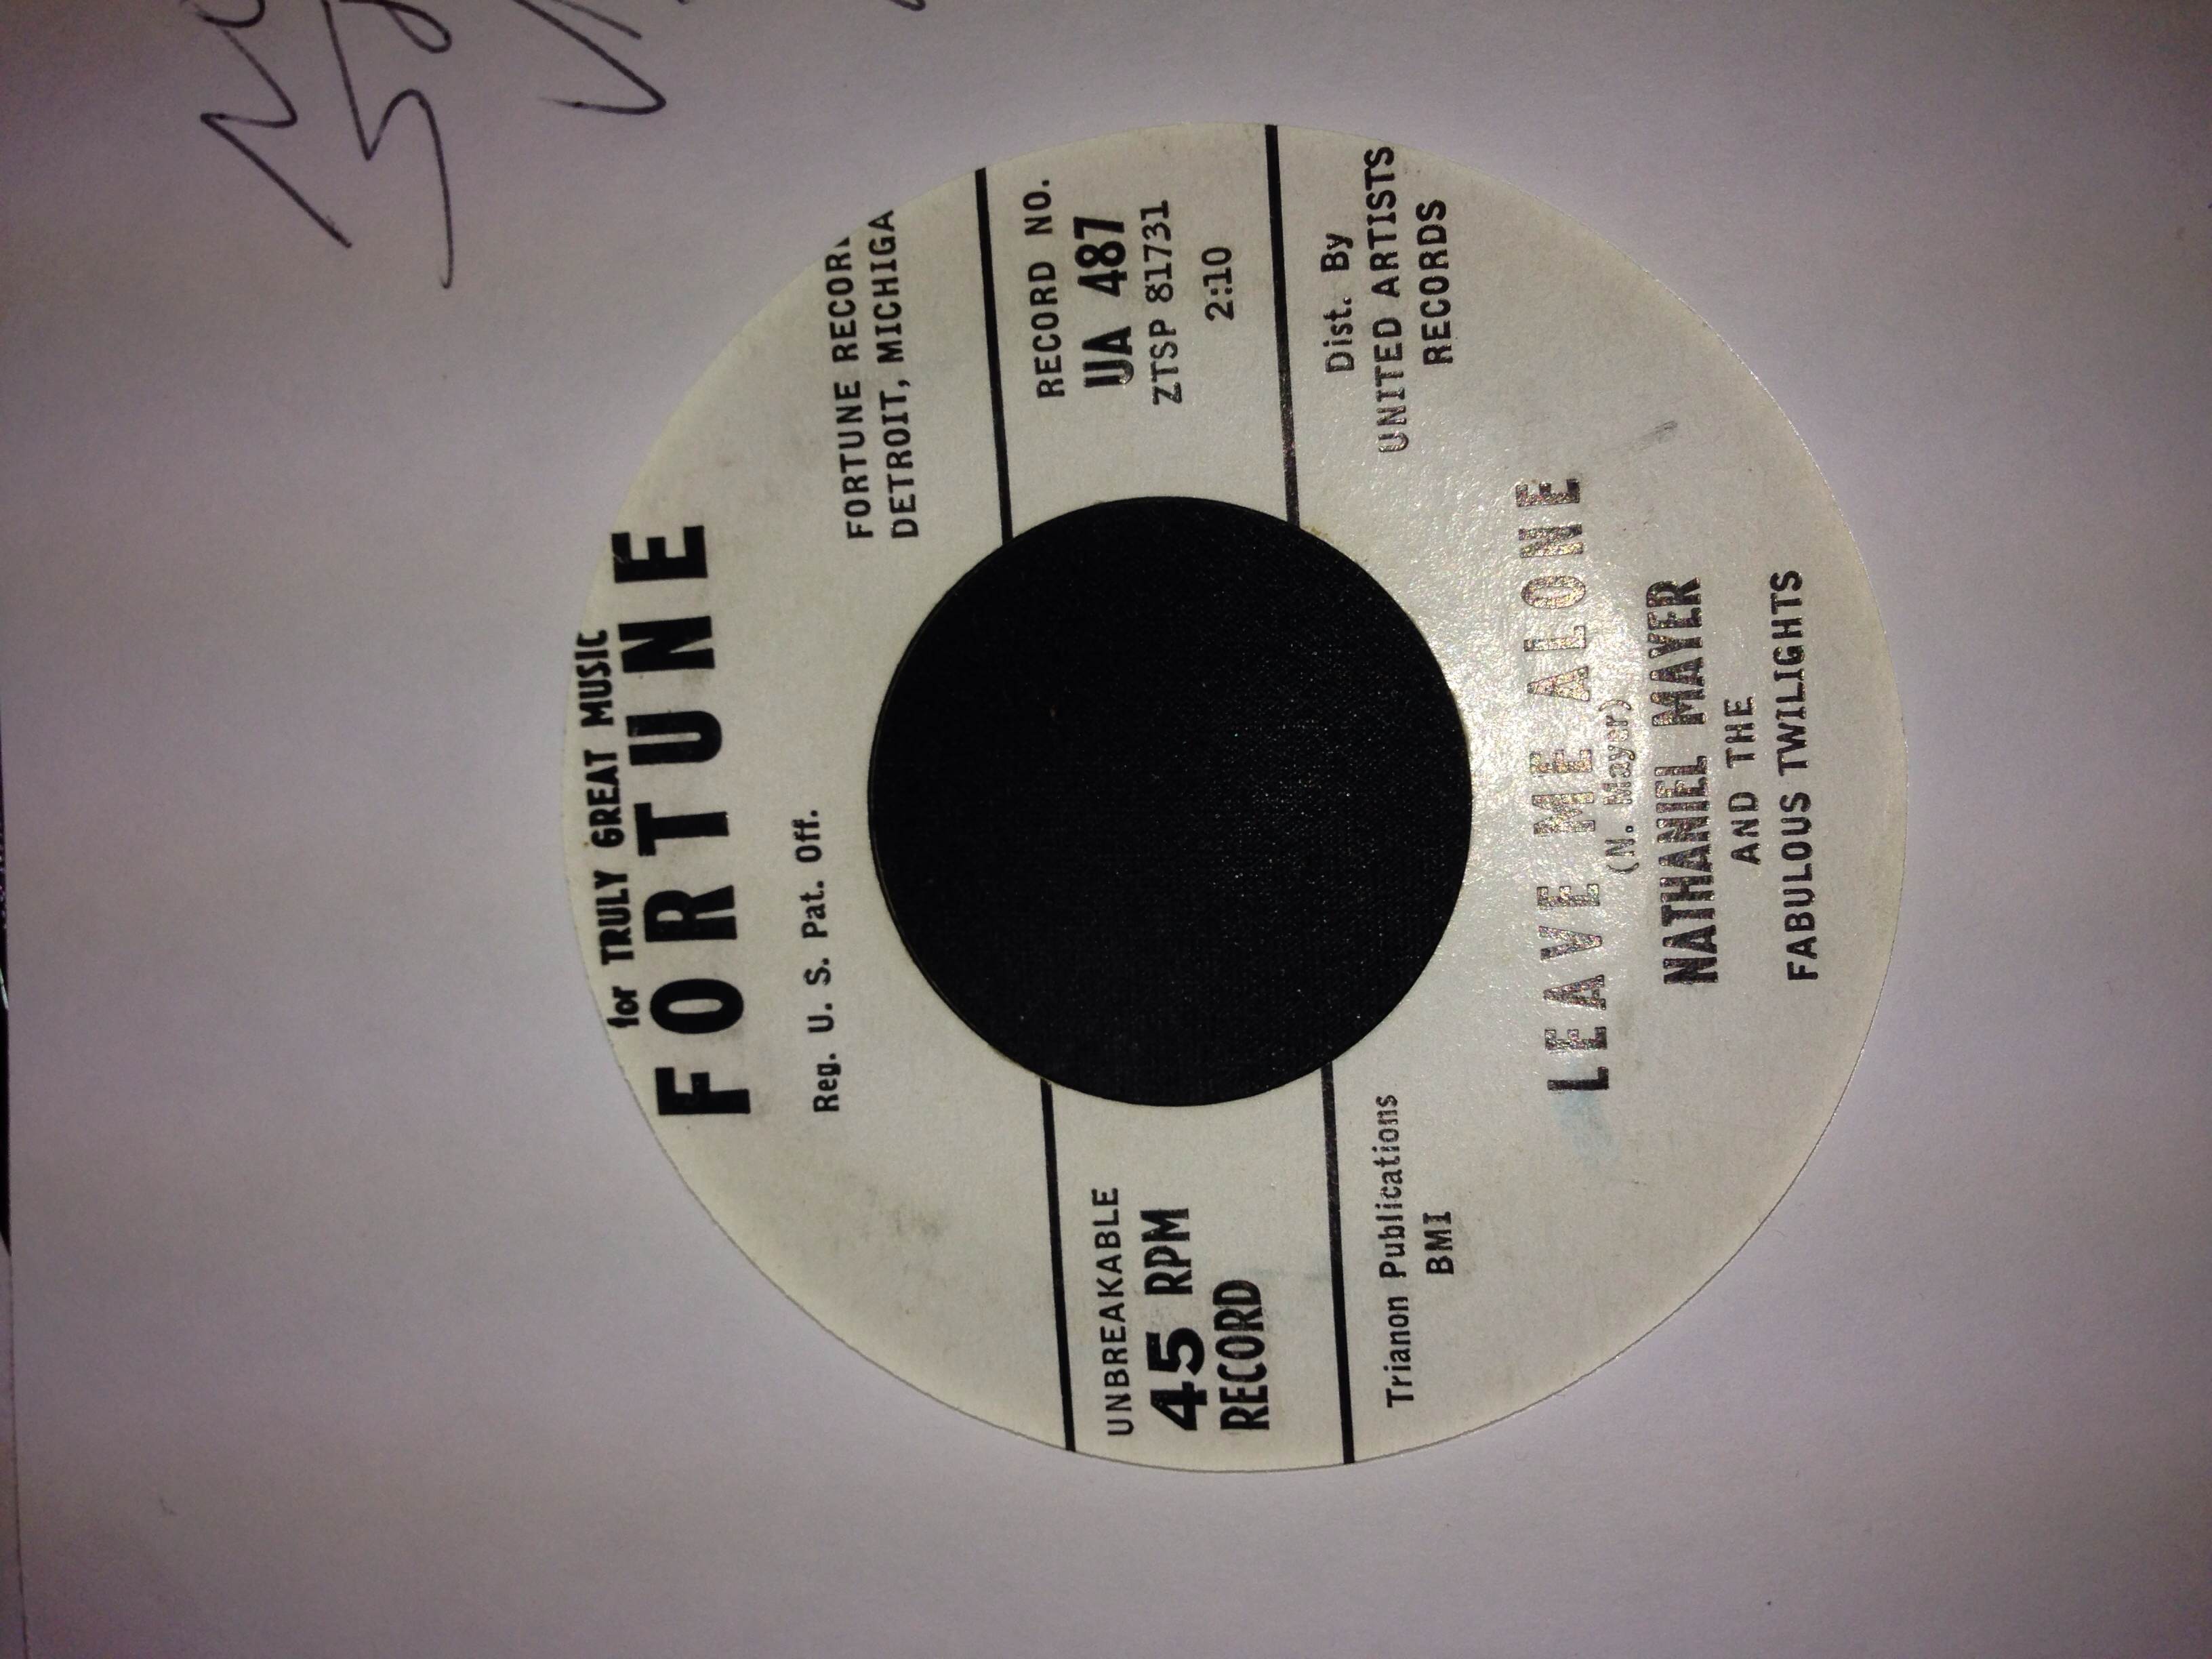 for TRULY GREAT MUSIC
FORTUNE
Reg. U. S. Pat. Off.
FORTUNE RECOR
DETROIT, MICHIGA
UNBREAKABLE
45 RPM
RECORD
RECORD NO.
UA 487
ZTSP 81731
2:10
Trianon Publications
BMI
Dist. By
UNITED ARTISTS
RECORDS
LEAVE ME ALONE
(N. Mayer)
NATHANIEL MAYER
AND THE
FABULOUS TWILIGHTS